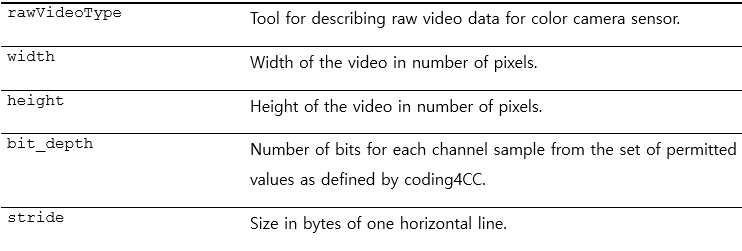 rawVideoType Tool for describing raw video data for color camera sensor.
width Width of the video in number of pixels.
height Height of the video in number of pixels.
bit_depth Number of bits for each channel sample from the set of permitted
values as defined by coding4CC.
stride Size in bytes of one horizontal line.